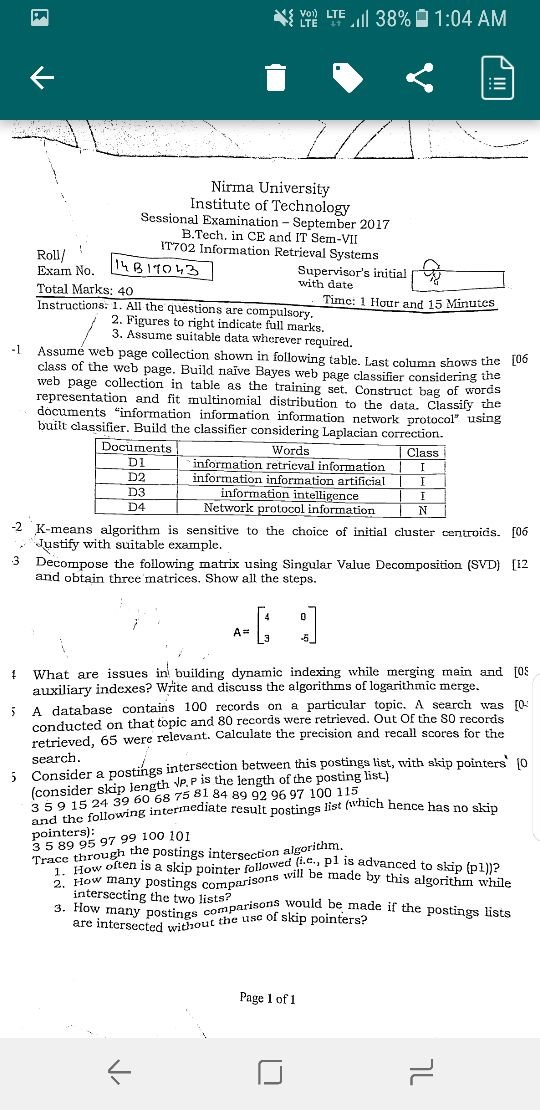 38% 1:04 AM
Nirma University
Institute of Technology
Sessional Examination – September 2017
B.Tech. in CE and IT Sem-VII
IT702 Information Retrieval Systems
Roll/
Exam No. 14B17043
Supervisor's initial
with date
Total Marks: 40
Time: 1 Hour and 15 Minutes
Instructions: 1. All the questions are compulsory.
2. Figures to right indicate full marks.
3. Assume suitable data wherever required.
-1 Assume web page collection shown in following table. Last column shows the [06
class of the web page. Build naïve Bayes web page classifier considering the
web page collection in table as the training set. Construct bag of words
representation and fit multinomial distribution to the data. Classify the
documents "information information information network protocol" using
built classifier. Build the classifier considering Laplacian correction.
Documents Words Class
D1 information retrieval information I
D2 information information artificial I
D3 information intelligence I
D4 Network protocol information N
-2 K-means algorithm is sensitive to the choice of initial cluster centroids. [06
Justify with suitable example.
3 Decompose the following matrix using Singular Value Decomposition (SVD) [12
and obtain three matrices. Show all the steps.
4 0
A=
3 -5
What are issues in building dynamic indexing while merging main and
auxiliary indexes? Write and discuss the algorithms of logarithmic merge.
5 A database contains 100 records on a particular topic. A search was
conducted on that topic and 80 records were retrieved. Out Of the 80 records
retrieved, 65 were relevant. Calculate the precision and recall scores for the
search.
5 Consider a postings intersection between this postings list, with skip pointers [0
(consider skip length √P, P is the length of the posting list.)
3 5 9 15 24 39 60 68 75 81 84 89 92 96 97 100 115
and the following intermediate result postings list (which hence has no skip
pointers):
3 5 89 95 97 99 100 101
Trace through the postings intersection algorithm.
1. How often is a skip pointer followed (i.e., p1 is advanced to skip (p1))?
2. How many postings comparisons will be made by this algorithm while
intersecting the two lists?
3. How many postings comparisons would be made if the postings lists
are intersected without the use of skip pointers?
Page 1 of 1